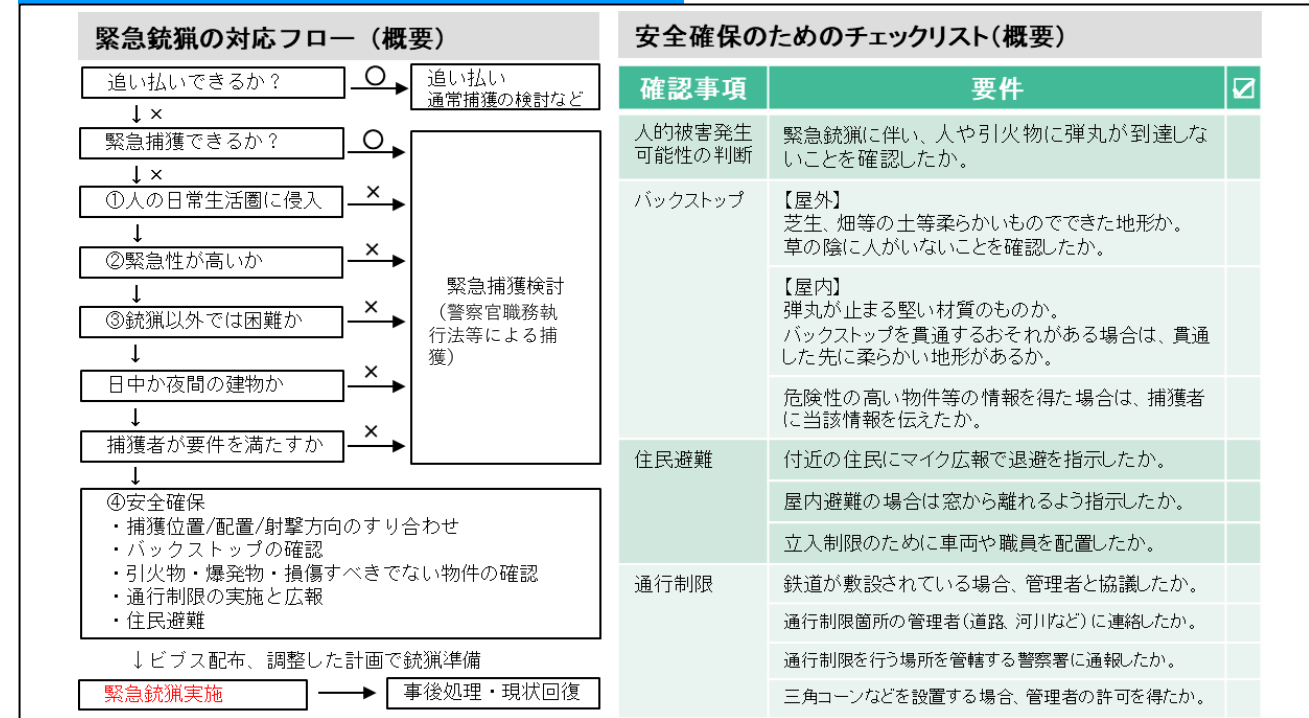 緊急銃猟の対応フロー（概要）
追い払いできるか？
○
追い払い
通常捕獲の検討など
↓×
緊急捕獲できるか？
○
↓×
①人の日常生活圏に侵入
×
↓
②緊急性が高いか
×
↓
③銃猟以外では困難か
×
↓
日中か夜間の建物か
×
↓
捕獲者が要件を満たすか
×
緊急捕獲検討
（警察官職務執
行法等による捕
獲）
↓
④安全確保
・捕獲位置/配置/射撃方向のすり合わせ
・バックストップの確認
・引火物・爆発物・損傷すべきでない物件の確認
・通行制限の実施と広報
・住民避難
↓ビブス配布、調整した計画で銃猟準備
緊急銃猟実施
事後処理・現状回復
安全確保のためのチェックリスト（概要）
確認事項
要件
☑
人的被害発生
可能性の判断
緊急銃猟に伴い、人や引火物に弾丸が到達しな
いことを確認したか。
バックストップ
【屋外】
芝生、畑等の土等柔らかいものでできた地形か。
草の陰に人がいないことを確認したか。
【屋内】
弾丸が止まる堅い材質のものか。
バックストップを貫通するおそれがある場合は、貫通
した先に柔らかい地形があるか。
危険性の高い物件等の情報を得た場合は、捕獲者
に当該情報を伝えたか。
住民避難
付近の住民にマイク広報で退避を指示したか。
屋内避難の場合は窓から離れるよう指示したか。
立入制限のために車両や職員を配置したか。
通行制限
鉄道が敷設されている場合、管理者と協議したか。
通行制限箇所の管理者（道路、河川など）に連絡したか。
通行制限を行う場所を管轄する警察署に通報したか。
三角コーンなどを設置する場合、管理者の許可を得たか。